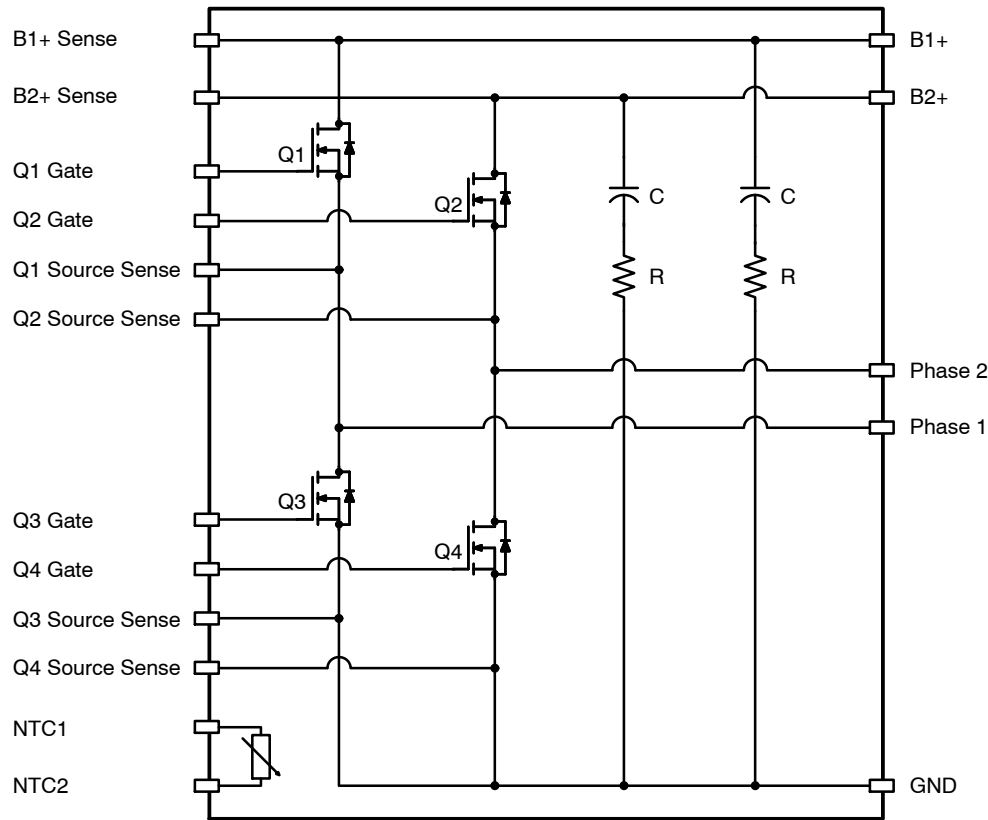 B1+ Sense
B1+
B2+ Sense
B2+
Q1
Q1 Gate
Q2
C
C
Q2 Gate
Q1 Source Sense
R
R
Q2 Source Sense
Phase 2
Phase 1
Q3
Q3 Gate
Q4
Q4 Gate
Q3 Source Sense
Q4 Source Sense
NTC1
NTC2
GND